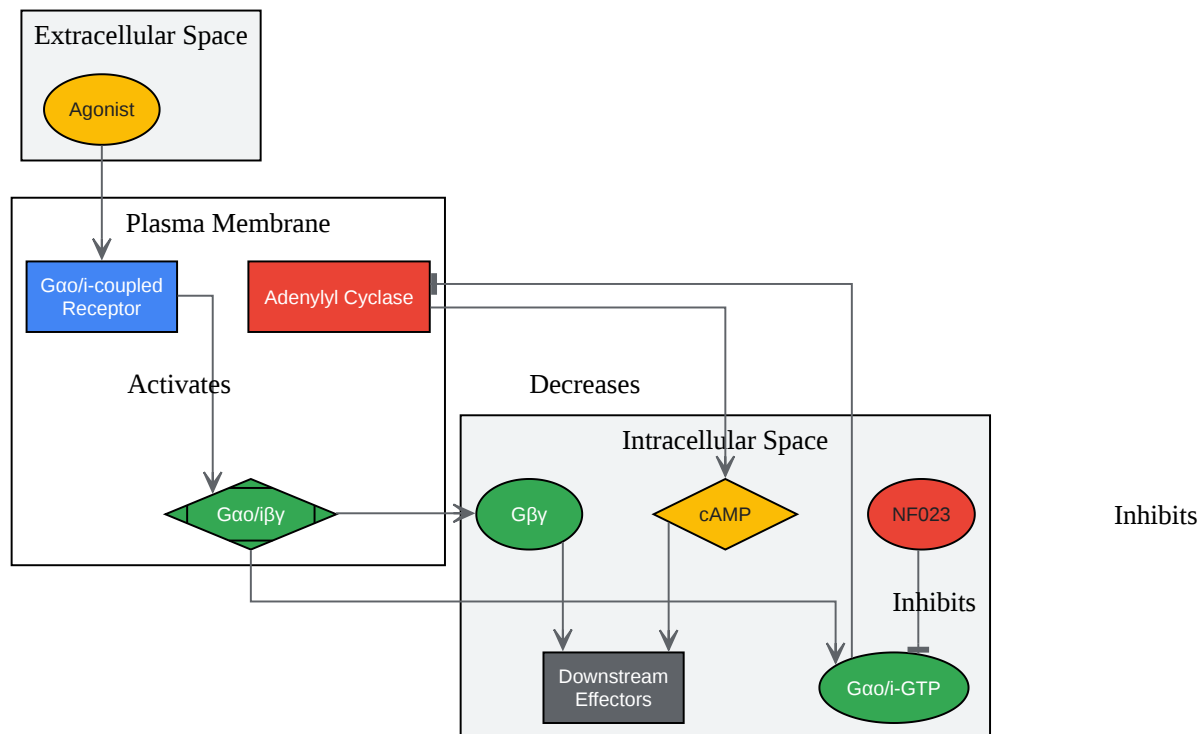 Extracellular Space
Agonist
Plasma Membrane
Gαo/i-coupled
Receptor
Adenylyl Cyclase
Activates
Decreases
Intracellular Space
Gαo/iβγ
Gβγ
cAMP
NF023
Inhibits
Inhibits
Downstream
Effectors
Gαo/i-GTP